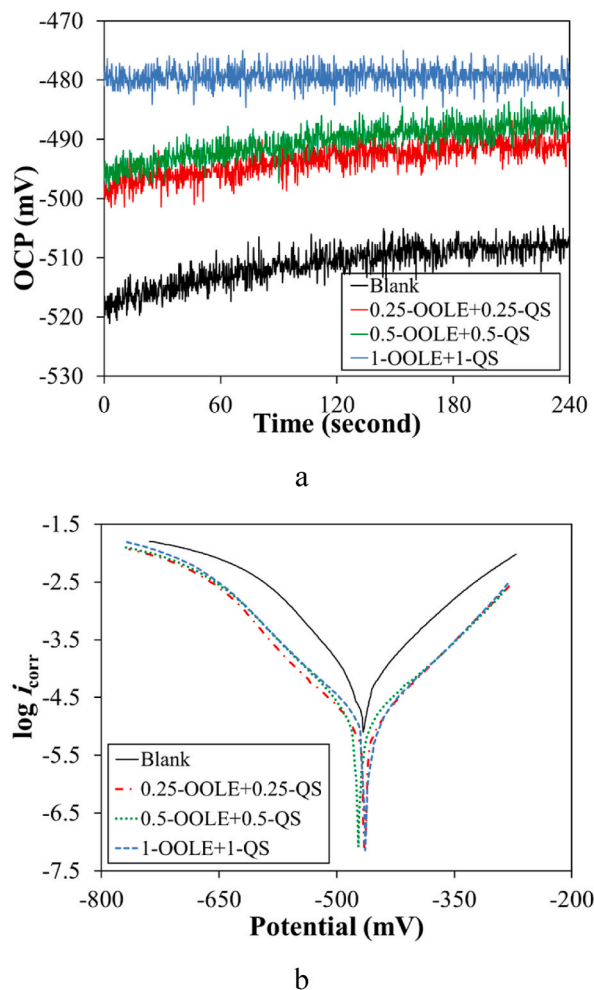 -470
-480
-490
-500
-510
-520
-530
OCP (mV)
Blank
0.25-OOLE+0.25-QS
0.5-OOLE+0.5-QS
1-OOLE+1-QS
0 60 120 180 240
Time (second)
a
-1.5
-2.5
-3.5
-4.5
-5.5
-6.5
-7.5
log icorr
Blank
0.25-OOLE+0.25-QS
0.5-OOLE+0.5-QS
1-OOLE+1-QS
-800 -650 -500 -350 -200
Potential (mV)
b